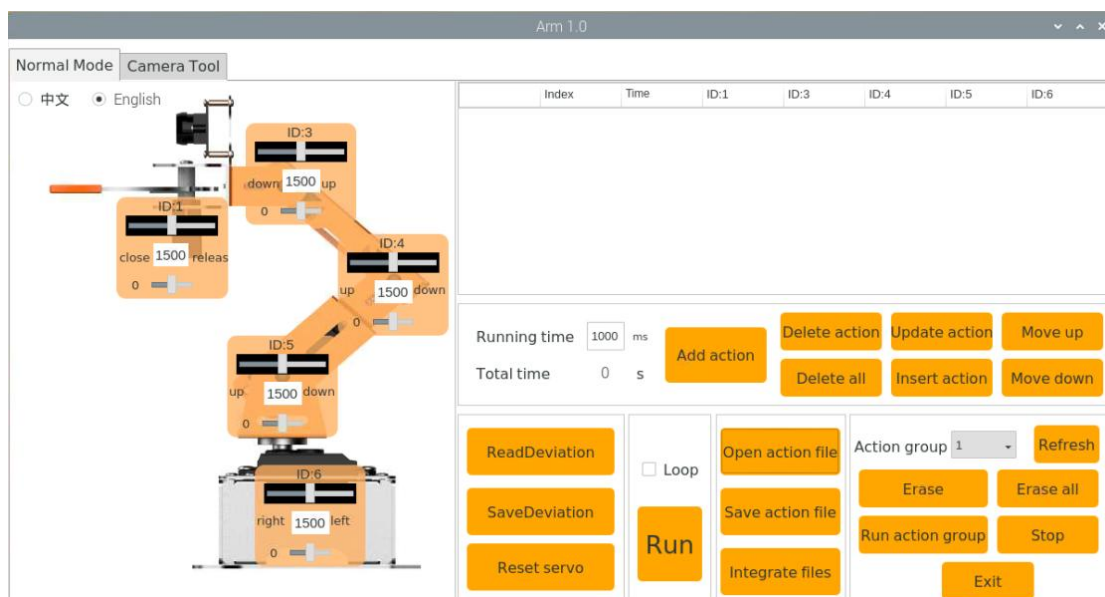 Arm 1.0
Normal Mode Camera Tool
中文 English
Index Time ID:1 ID:3 ID:4 ID:5 ID:6
ID:3
down 1500 up
0
ID:1
close 1500 releas
0
ID:4
up 1500 down
0
ID:5
up 1500 down
0
ID:6
right 1500 left
0
Running time 1000 ms
Total time 0 s
Add action
Delete action Update action Move up
Delete all Insert action Move down
ReadDeviation
SaveDeviation
Reset servo
Loop
Run
Open action file
Save action file
Integrate files
Action group 1 Refresh
Erase Erase all
Run action group Stop
Exit